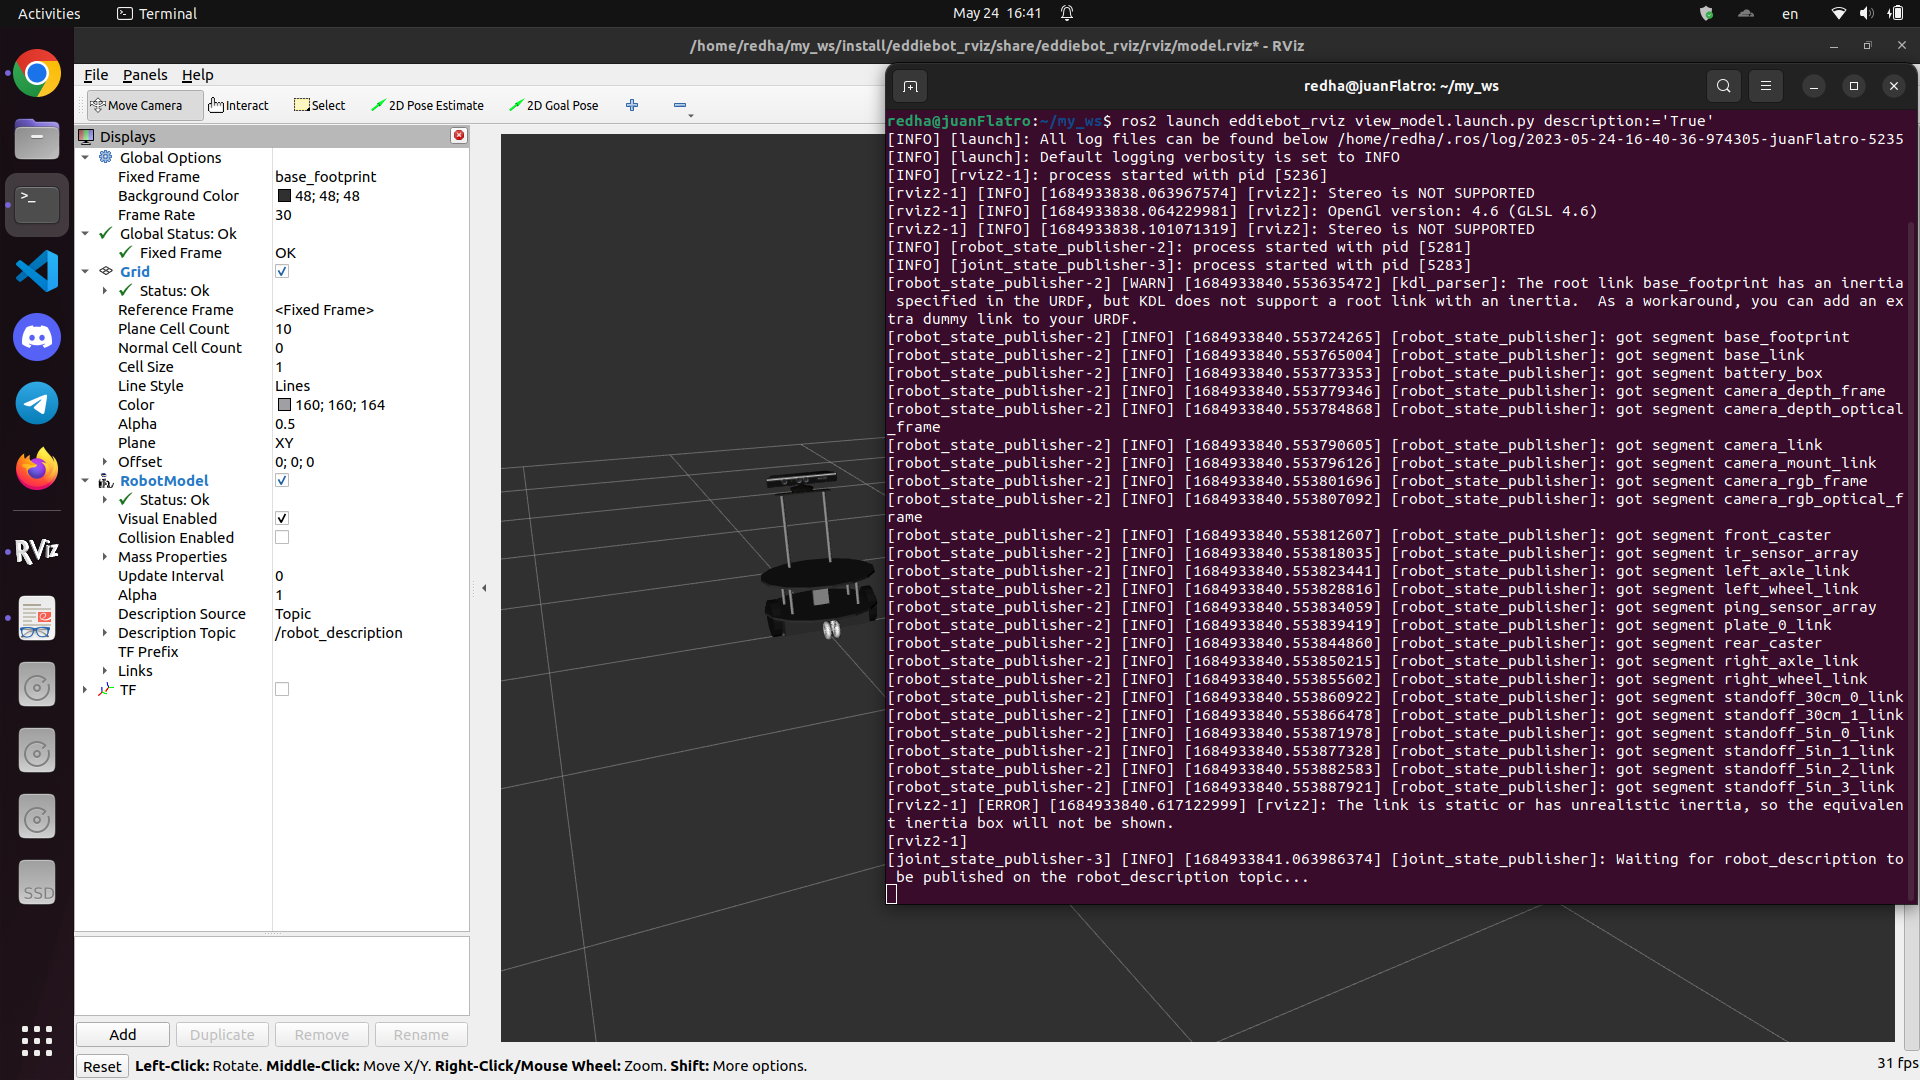 Activities
Terminal
May 24  16:41
en
/home/redha/my_ws/install/eddiebot_rviz/share/eddiebot_rviz/rviz/model.rviz* - RViz
File Panels Help
Move Camera Interact Select 2D Pose Estimate 2D Goal Pose
Displays
Global Options
Fixed Frame base_footprint
Background Color 48; 48; 48
Frame Rate 30
Global Status: Ok
Fixed Frame OK
Grid
Status: Ok
Reference Frame <Fixed Frame>
Plane Cell Count 10
Normal Cell Count 0
Cell Size 1
Line Style Lines
Color 160; 160; 164
Alpha 0.5
Plane XY
Offset 0; 0; 0
RobotModel
Status: Ok
Visual Enabled
Collision Enabled
Mass Properties
Update Interval 0
Alpha 1
Description Source Topic
Description Topic /robot_description
TF Prefix
Links
TF
Add Duplicate Remove Rename
Reset Left-Click: Rotate. Middle-Click: Move X/Y. Right-Click/Mouse Wheel: Zoom. Shift: More options.
31 fps
RViz
SSD
redha@juanFlatro: ~/my_ws
redha@juanFlatro:~/my_ws$ ros2 launch eddiebot_rviz view_model.launch.py description:='True'
[INFO] [launch]: All log files can be found below /home/redha/.ros/log/2023-05-24-16-40-36-974305-juanFlatro-5235
[INFO] [launch]: Default logging verbosity is set to INFO
[INFO] [rviz2-1]: process started with pid [5236]
[rviz2-1] [INFO] [1684933838.063967574] [rviz2]: Stereo is NOT SUPPORTED
[rviz2-1] [INFO] [1684933838.064229981] [rviz2]: OpenGl version: 4.6 (GLSL 4.6)
[rviz2-1] [INFO] [1684933838.101071319] [rviz2]: Stereo is NOT SUPPORTED
[INFO] [robot_state_publisher-2]: process started with pid [5281]
[INFO] [joint_state_publisher-3]: process started with pid [5283]
[robot_state_publisher-2] [WARN] [1684933840.553635472] [kdl_parser]: The root link base_footprint has an inertia
specified in the URDF, but KDL does not support a root link with an inertia.  As a workaround, you can add an ex
tra dummy link to your URDF.
[robot_state_publisher-2] [INFO] [1684933840.553724265] [robot_state_publisher]: got segment base_footprint
[robot_state_publisher-2] [INFO] [1684933840.553765004] [robot_state_publisher]: got segment base_link
[robot_state_publisher-2] [INFO] [1684933840.553773353] [robot_state_publisher]: got segment battery_box
[robot_state_publisher-2] [INFO] [1684933840.553779346] [robot_state_publisher]: got segment camera_depth_frame
[robot_state_publisher-2] [INFO] [1684933840.553784868] [robot_state_publisher]: got segment camera_depth_optical
_frame
[robot_state_publisher-2] [INFO] [1684933840.553790605] [robot_state_publisher]: got segment camera_link
[robot_state_publisher-2] [INFO] [1684933840.553796126] [robot_state_publisher]: got segment camera_mount_link
[robot_state_publisher-2] [INFO] [1684933840.553801696] [robot_state_publisher]: got segment camera_rgb_frame
[robot_state_publisher-2] [INFO] [1684933840.553807092] [robot_state_publisher]: got segment camera_rgb_optical_f
rame
[robot_state_publisher-2] [INFO] [1684933840.553812607] [robot_state_publisher]: got segment front_caster
[robot_state_publisher-2] [INFO] [1684933840.553818035] [robot_state_publisher]: got segment ir_sensor_array
[robot_state_publisher-2] [INFO] [1684933840.553823441] [robot_state_publisher]: got segment left_axle_link
[robot_state_publisher-2] [INFO] [1684933840.553828816] [robot_state_publisher]: got segment left_wheel_link
[robot_state_publisher-2] [INFO] [1684933840.553834059] [robot_state_publisher]: got segment ping_sensor_array
[robot_state_publisher-2] [INFO] [1684933840.553839419] [robot_state_publisher]: got segment plate_0_link
[robot_state_publisher-2] [INFO] [1684933840.553844860] [robot_state_publisher]: got segment rear_caster
[robot_state_publisher-2] [INFO] [1684933840.553850215] [robot_state_publisher]: got segment right_axle_link
[robot_state_publisher-2] [INFO] [1684933840.553855602] [robot_state_publisher]: got segment right_wheel_link
[robot_state_publisher-2] [INFO] [1684933840.553860922] [robot_state_publisher]: got segment standoff_30cm_0_link
[robot_state_publisher-2] [INFO] [1684933840.553866478] [robot_state_publisher]: got segment standoff_30cm_1_link
[robot_state_publisher-2] [INFO] [1684933840.553871978] [robot_state_publisher]: got segment standoff_5in_0_link
[robot_state_publisher-2] [INFO] [1684933840.553877328] [robot_state_publisher]: got segment standoff_5in_1_link
[robot_state_publisher-2] [INFO] [1684933840.553882583] [robot_state_publisher]: got segment standoff_5in_2_link
[robot_state_publisher-2] [INFO] [1684933840.553887921] [robot_state_publisher]: got segment standoff_5in_3_link
[rviz2-1] [ERROR] [1684933840.617122999] [rviz2]: The link is static or has unrealistic inertia, so the equivalen
t inertia box will not be shown.
[rviz2-1]
[joint_state_publisher-3] [INFO] [1684933841.063986374] [joint_state_publisher]: Waiting for robot_description to
be published on the robot_description topic...